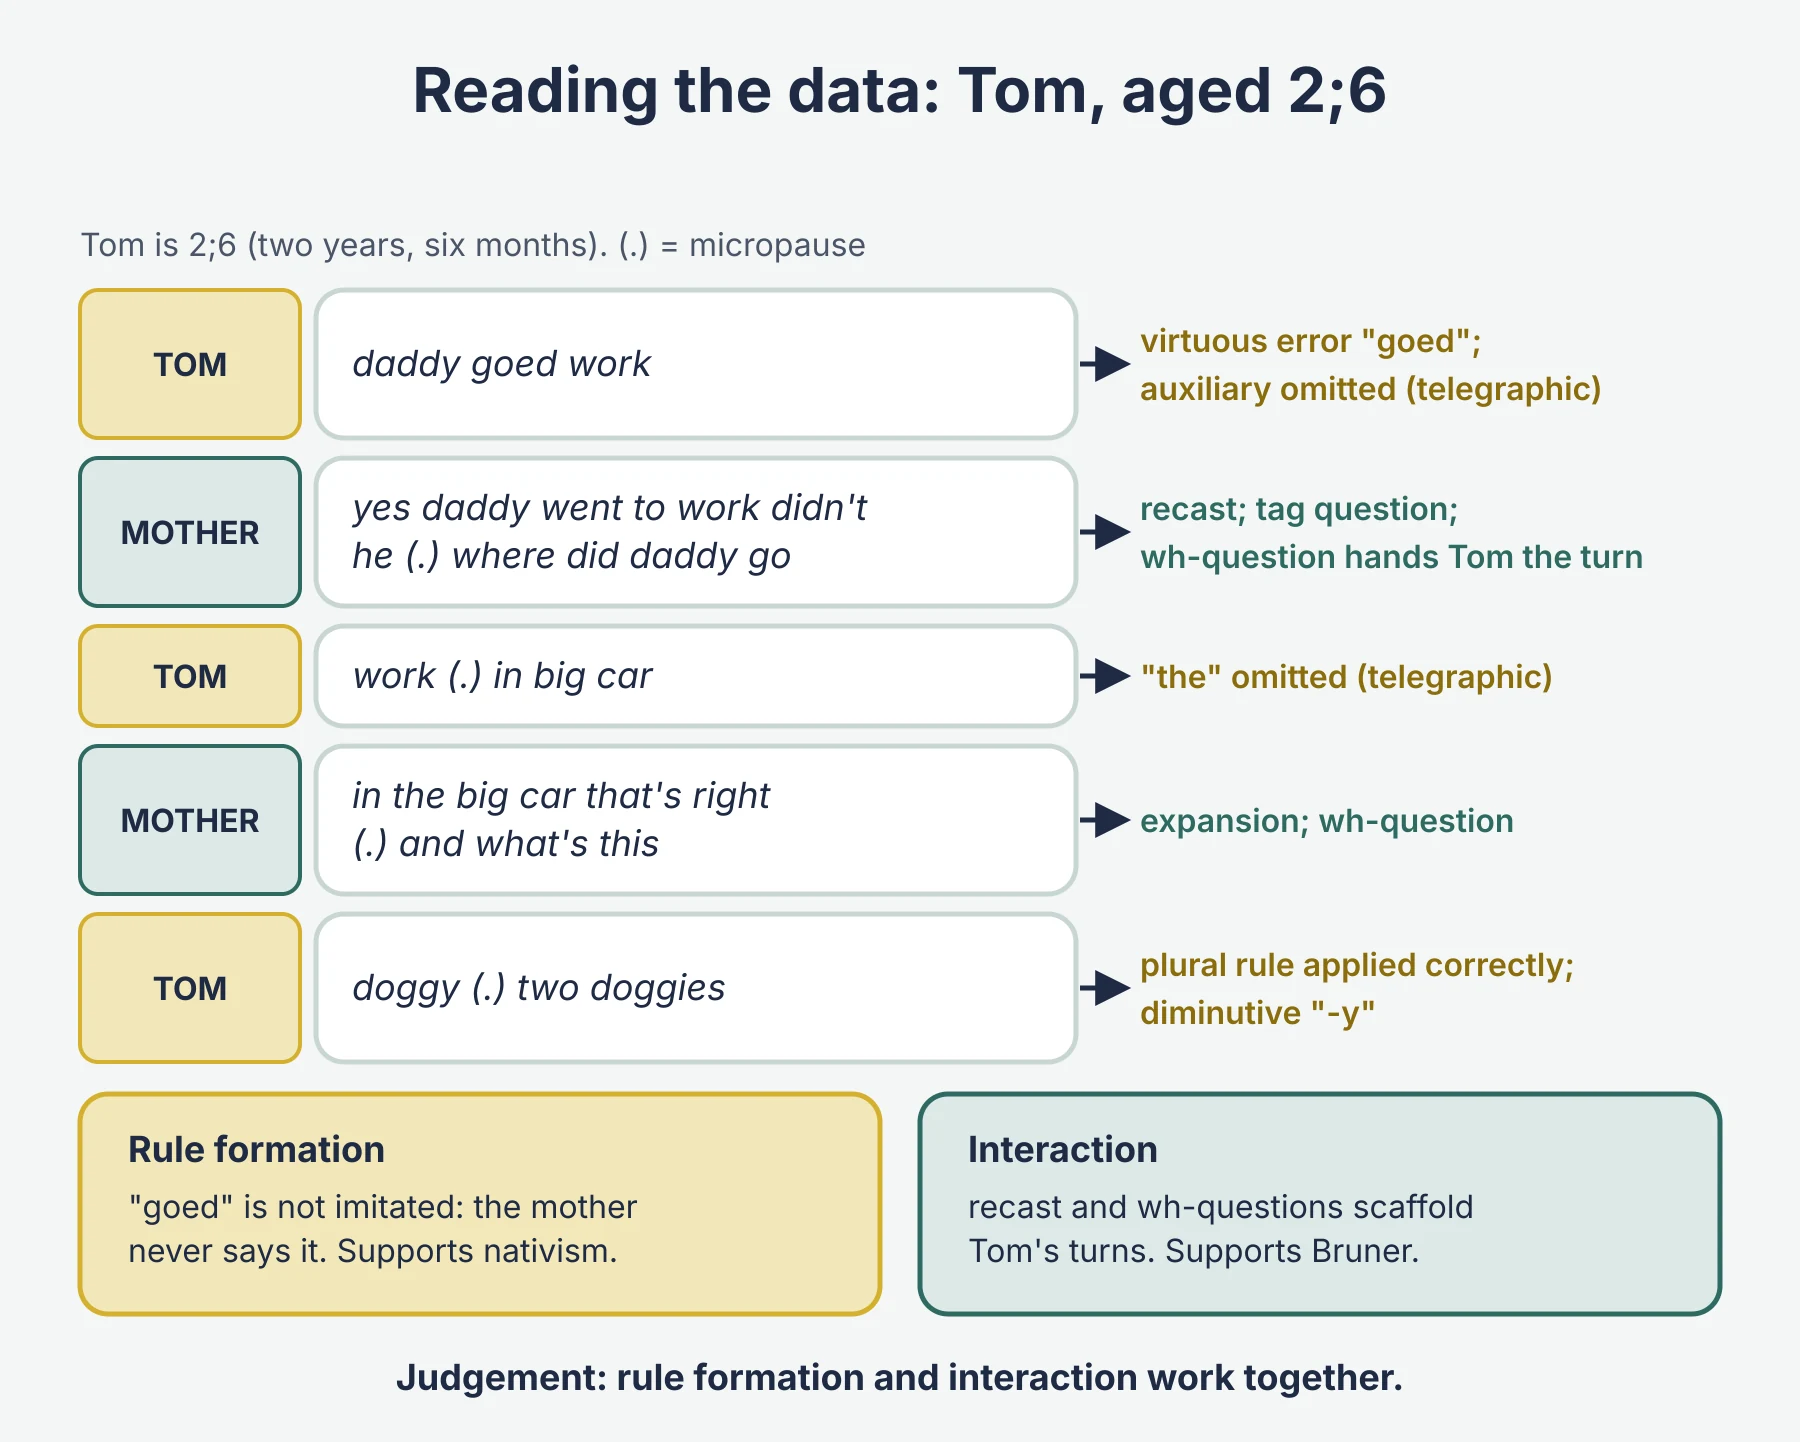 Reading the data: Tom, aged 2;6
Tom is 2;6 (two years, six months). (.) = micropause
TOM
daddy goed work
virtuous error "goed";
auxiliary omitted (telegraphic)
MOTHER
yes daddy went to work didn't
he (.) where did daddy go
recast; tag question;
wh-question hands Tom the turn
TOM
work (.) in big car
"the" omitted (telegraphic)
MOTHER
in the big car that's right
(.) and what's this
expansion; wh-question
TOM
doggy (.) two doggies
plural rule applied correctly;
diminutive "-y"
Rule formation
"goed" is not imitated: the mother
never says it. Supports nativism.
Interaction
recast and wh-questions scaffold
Tom's turns. Supports Bruner.
Judgement: rule formation and interaction work together.